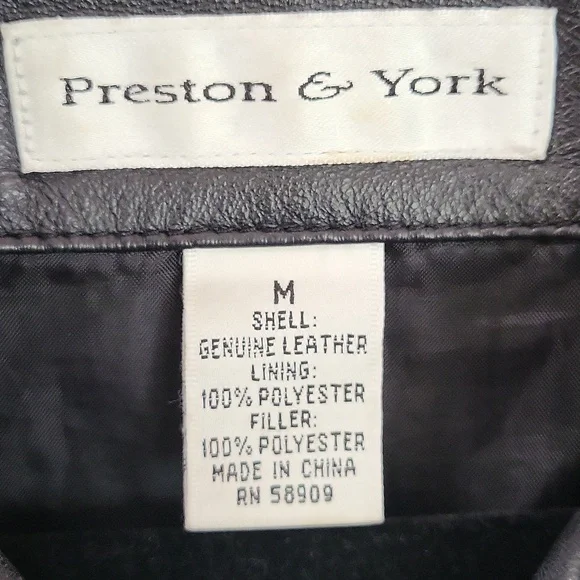 Preston & York
M
SHELL:
GENUINE LEATHER
LINING:
100% POLYESTER
FILLER:
100% POLYESTER
MADE IN CHINA
RN 58909